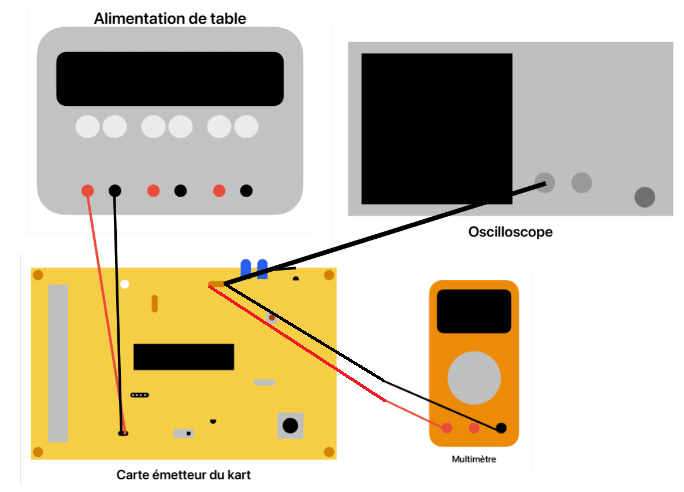 Alimentation de table
Oscilloscope
Multimètre
Carte émetteur du kart